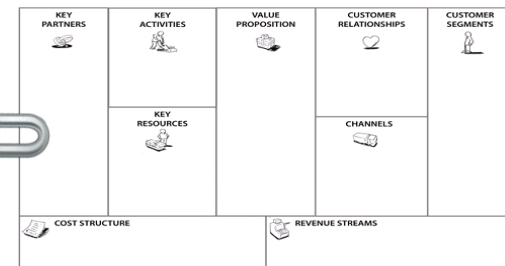 KEY
PARTNERS
KEY
ACTIVITIES
VALUE
PROPOSITION
CUSTOMER
RELATIONSHIPS
CUSTOMER
SEGMENTS
KEY
RESOURCES
CHANNELS
COST STRUCTURE
REVENUE STREAMS